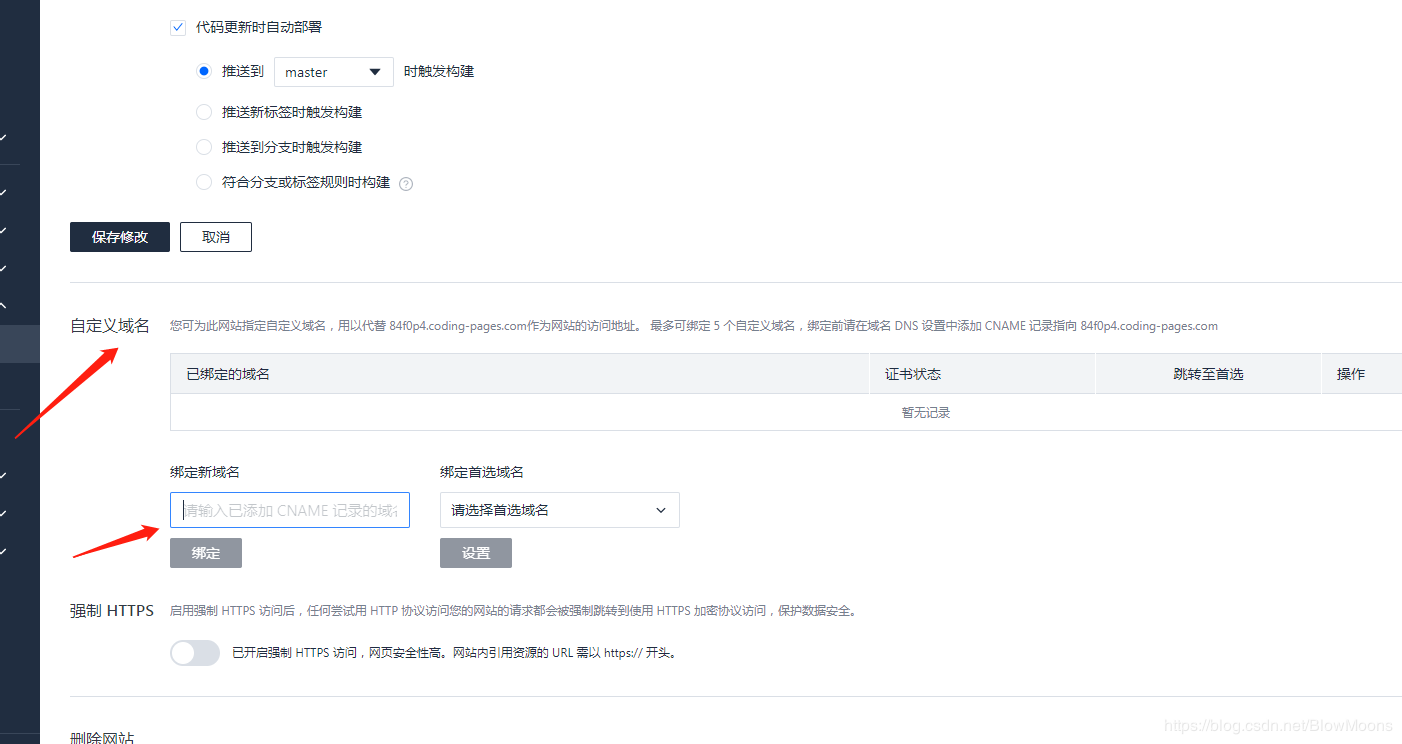 代码更新时自动部署
推送到 master 时触发构建
推送新标签时触发构建
推送到分支时触发构建
符合分支或标签规则时构建 ?
保存修改 取消
自定义域名 您可为此网站指定自定义域名，用以代替 84f0p4.coding-pages.com作为网站的访问地址。 最多可绑定 5 个自定义域名，绑定前请在域名 DNS 设置中添加 CNAME 记录指向 84f0p4.coding-pages.com
已绑定的域名 证书状态 跳转至首选 操作
暂无记录
绑定新域名 绑定首选域名
请输入已添加 CNAME 记录的域名 请选择首选域名
绑定 设置
强制 HTTPS 启用强制 HTTPS 访问后，任何尝试用 HTTP 协议访问您的网站的请求都会被强制跳转到使用 HTTPS 加密协议访问，保护数据安全。
已开启强制 HTTPS 访问，网页安全性高。网站内引用资源的 URL 需以 https:// 开头。
删除网站
https://blog.csdn.net/BlowMoons